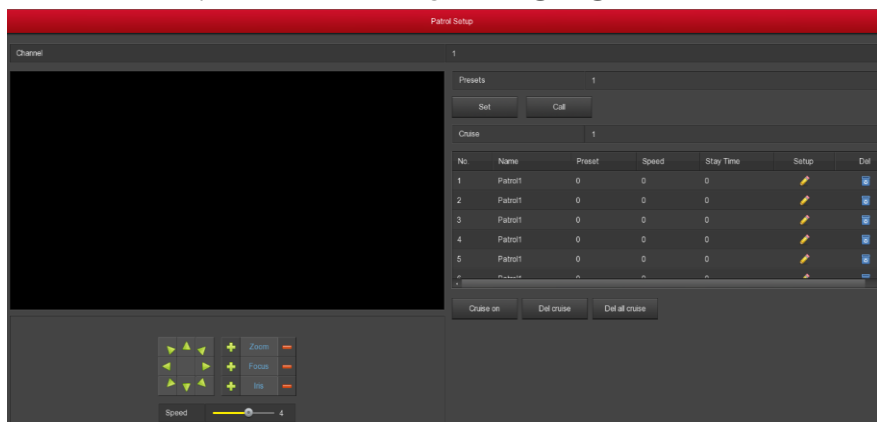 Patrol Setup
Channel 1
Presets 1
Set Call
Cruise 1
No. Name Preset Speed Stay Time Setup Del
1 Patrol1 0 0 0
2 Patrol1 0 0 0
3 Patrol1 0 0 0
4 Patrol1 0 0 0
5 Patrol1 0 0 0
Cruise on Del cruise Del all cruise
Zoom
Focus
Iris
Speed 4